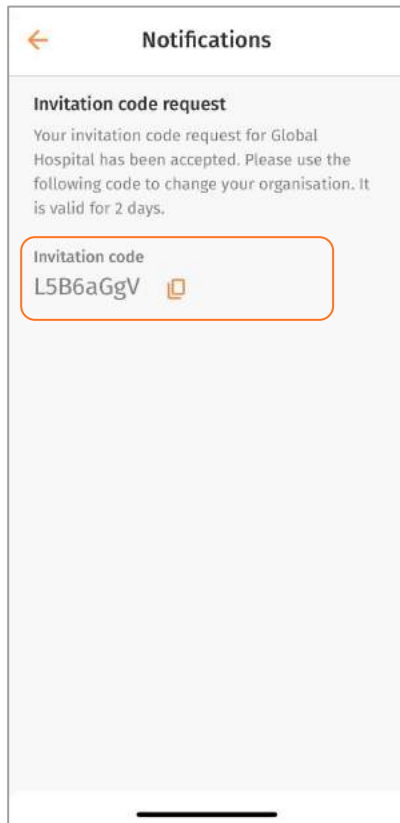 Notifications
Invitation code request
Your invitation code request for Global
Hospital has been accepted. Please use the
following code to change your organisation. It
is valid for 2 days.
Invitation code
L5B6aGgV